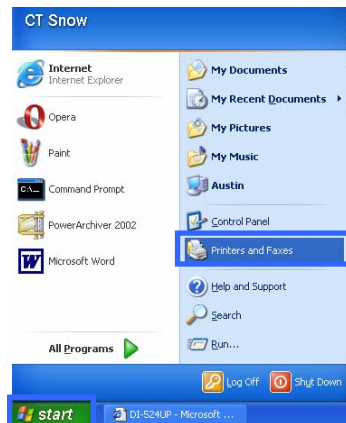 CT Snow
Internet
Internet Explorer
Opera
Paint
C:\_
Command Prompt
PowerArchiver 2002
W
Microsoft Word
All Programs
My Documents
My Recent Documents
My Pictures
My Music
Austin
Control Panel
Printers and Faxes
Help and Support
Search
Run...
Log Off
Shut Down
start
DI-524UP - Microsoft ...